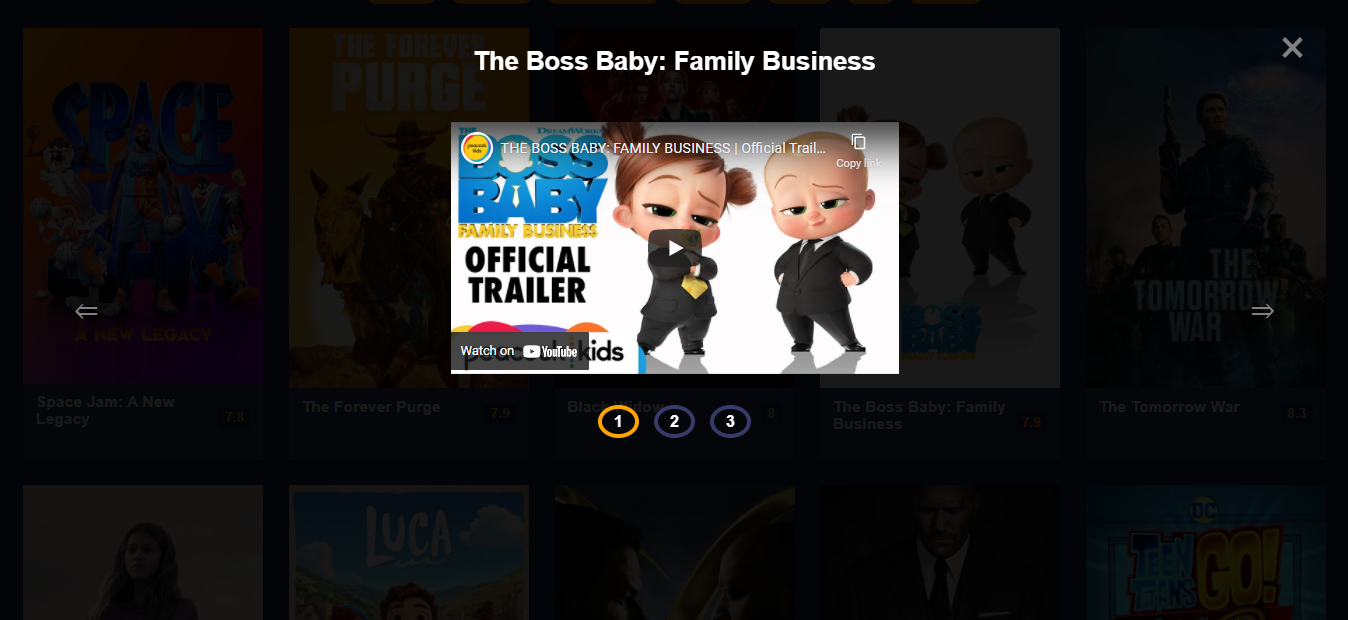 The Boss Baby: Family Business
THE FOREVER
PURGE
SPACE
JAM
A NEW LEGACY
THE
DREAMWORKS
peacock
kids
THE BOSS BABY: FAMILY BUSINESS | Official Trail...
Copy link
BOSS
BABY
FAMILY BUSINESS
OFFICIAL
TRAILER
Watch on YouTube
peacock kids
BOSS
BABY
THE
TOMORROW
WAR
Space Jam: A New
Legacy
7.8
The Forever Purge
7.9
Black Widow
8
The Boss Baby: Family
Business
7.9
The Tomorrow War
8.3
1 2 3
LUCA
DC
TEEN
TITANS
GO!